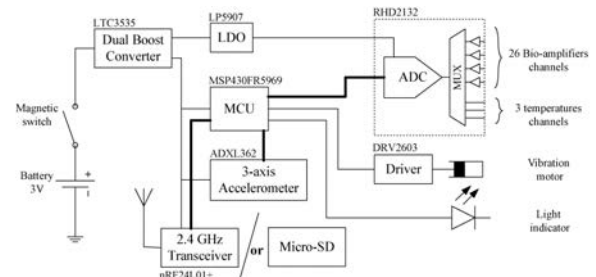 LTC3535
Dual Boost
Converter
LP5907
LDO
RHD2132
ADC
MUX
26 Bio-amplifiers
channels
3 temperatures
channels
MSP430FR5969
MCU
Magnetic
switch
Battery
3V
+
ADXL362
3-axis
Accelerometer
DRV2603
Driver
Vibration
motor
Light
indicator
2.4 GHz
Transceiver
nRF24L01+
or
Micro-SD